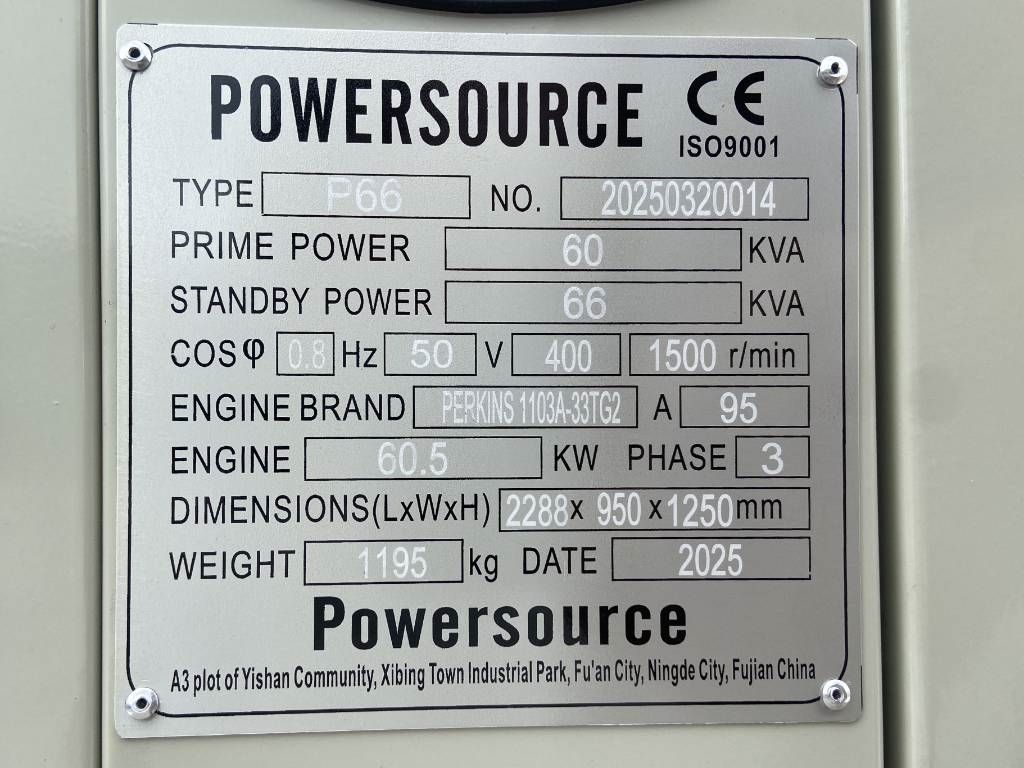 POWERSOURCE CE
ISO9001
TYPE P66 NO. 20250320014
PRIME POWER 60 KVA
STANDBY POWER 66 KVA
COSφ 0.8 Hz 50 V 400 1500 r/min
ENGINE BRAND PERKINS 1103A-33TG2 A 95
ENGINE 60.5 KW PHASE 3
DIMENSIONS(LxWxH) 2288x 950 x1250mm
WEIGHT 1195 kg DATE 2025
Powersource
A3 plot of Yishan Community, Xibing Town Industrial Park, Fu'an City, Ningde City, Fujian China